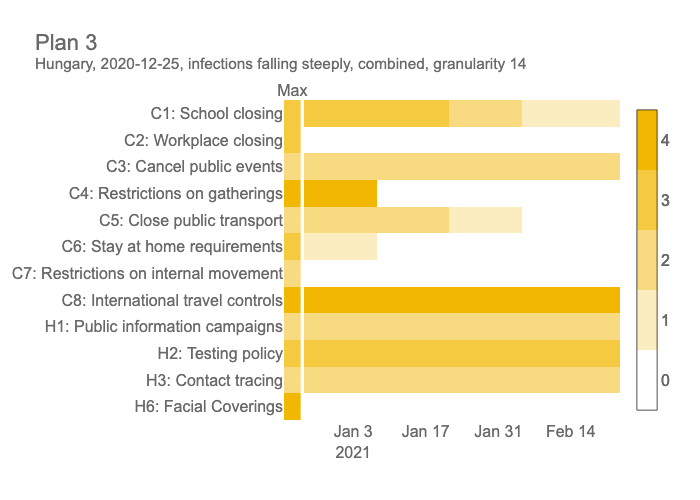 Plan 3
Hungary, 2020-12-25, infections falling steeply, combined, granularity 14
Max
C1: School closing
C2: Workplace closing
C3: Cancel public events
C4: Restrictions on gatherings
C5: Close public transport
C6: Stay at home requirements
C7: Restrictions on internal movement
C8: International travel controls
H1: Public information campaigns
H2: Testing policy
H3: Contact tracing
H6: Facial Coverings
Jan 3 Jan 17 Jan 31 Feb 14
2021
4
3
2
1
0